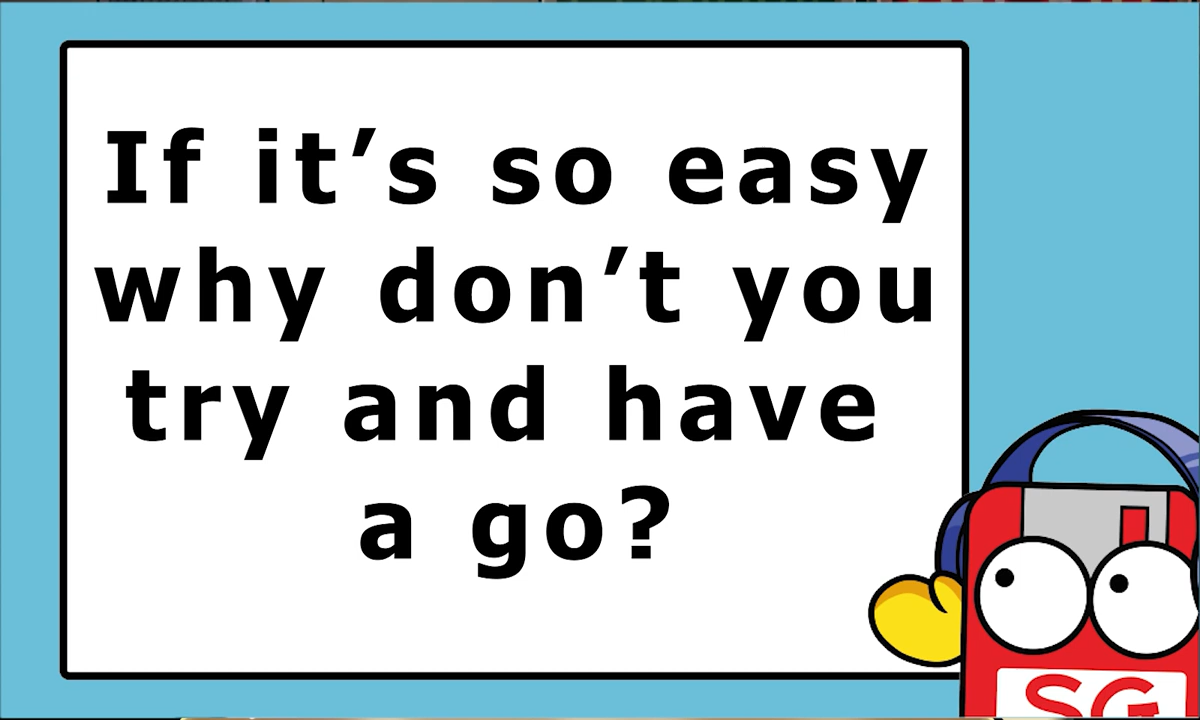 If it’s so easy
why don’t you
try and have
a go?
SG